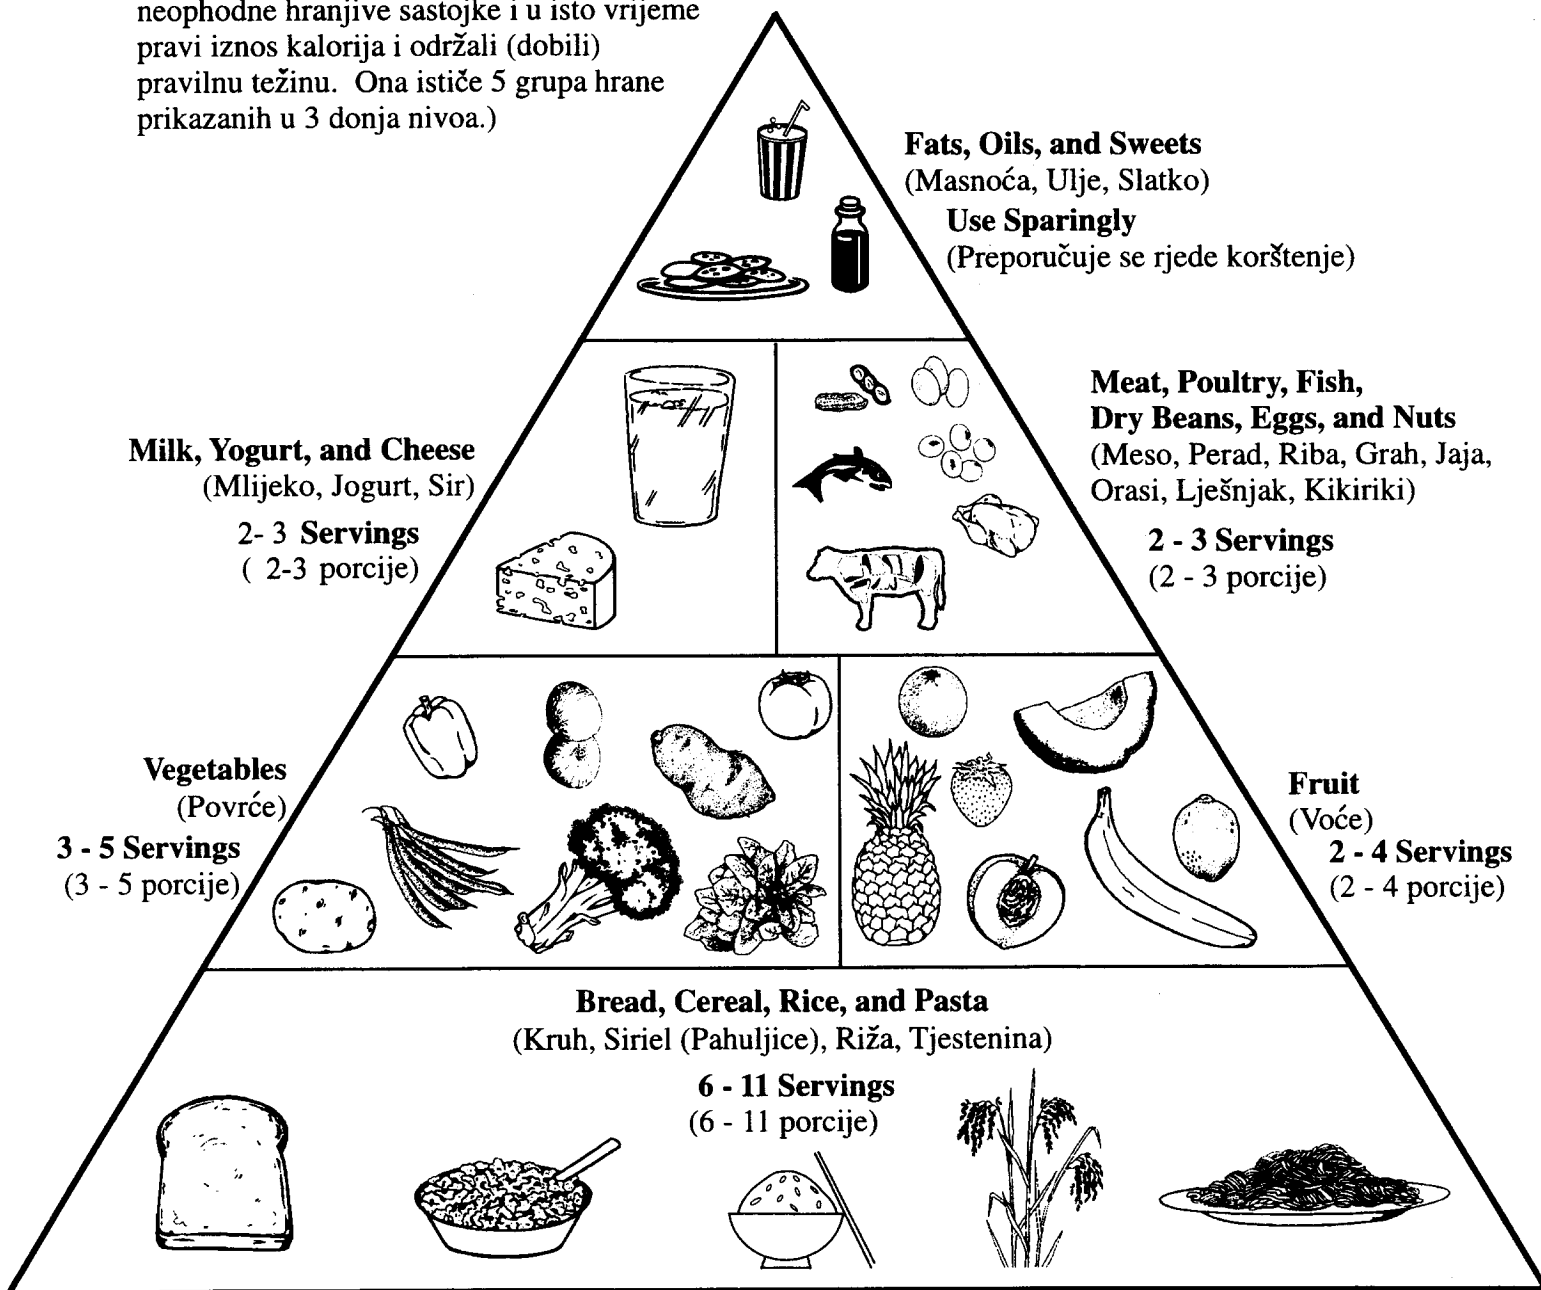 neophodne hranjive sastojke i u isto vrijeme
pravi iznos kalorija i održali (dobili)
pravilnu težinu. Ona ističe 5 grupa hrane
prikazanih u 3 donja nivoa.)
Fats, Oils, and Sweets
(Masnoća, Ulje, Slatko)
Use Sparingly
(Preporučuje se rjede korštenje)
Milk, Yogurt, and Cheese
(Mlijeko, Jogurt, Sir)
2- 3 Servings
( 2-3 porcije)
Meat, Poultry, Fish,
Dry Beans, Eggs, and Nuts
(Meso, Perad, Riba, Grah, Jaja,
Orasi, Lješnjak, Kikiriki)
2 - 3 Servings
(2 - 3 porcije)
Vegetables
(Povrće)
3 - 5 Servings
(3 - 5 porcije)
Fruit
(Voće)
2 - 4 Servings
(2 - 4 porcije)
Bread, Cereal, Rice, and Pasta
(Kruh, Siriel (Pahuljice), Riža, Tjestenina)
6 - 11 Servings
(6 - 11 porcije)